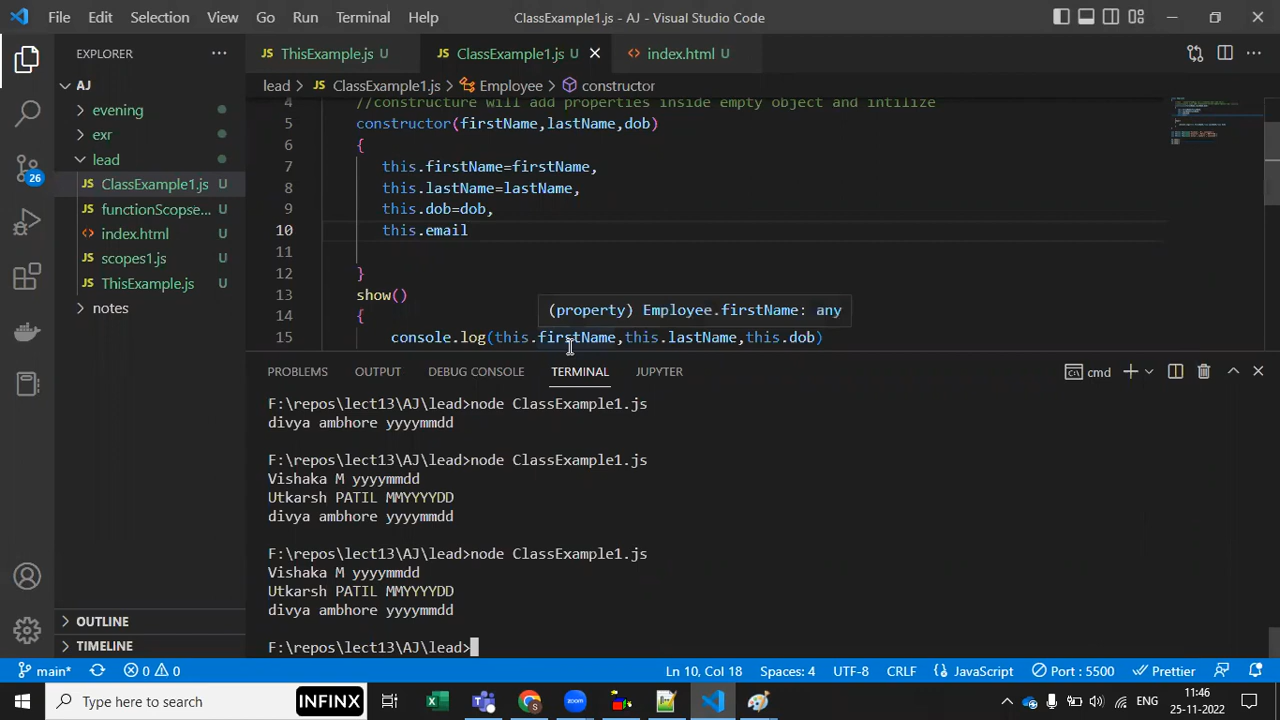 File Edit Selection View Go Run Terminal Help ClassExample1.js - AJ - Visual Studio Code
EXPLORER
ThisExample.js U ClassExample1.js U index.html U
AJ
lead > ClassExample1.js > Employee > constructor
evening
exr
lead
ClassExample1.js U
functionScopse... U
index.html U
scopes1.js U
ThisExample.js U
notes
26
4 //constructure will add properties inside empty object and intilize
5 constructor(firstName,lastName,dob)
6 {
7 this.firstName=firstName,
8 this.lastName=lastName,
9 this.dob=dob,
10 this.email
11
12 }
13 show()
(property) Employee.firstName: any
14 {
15 console.log(this.firstName,this.lastName,this.dob)
PROBLEMS OUTPUT DEBUG CONSOLE TERMINAL JUPYTER cmd
F:\repos\lect13\AJ\lead>node ClassExample1.js
divya ambhore yyyymmdd
F:\repos\lect13\AJ\lead>node ClassExample1.js
Vishaka M yyyymmdd
Utkarsh PATIL MMYYYYDD
divya ambhore yyyymmdd
F:\repos\lect13\AJ\lead>node ClassExample1.js
Vishaka M yyyymmdd
Utkarsh PATIL MMYYYYDD
divya ambhore yyyymmdd
F:\repos\lect13\AJ\lead>
OUTLINE
TIMELINE
main* 0 0 Ln 10, Col 18 Spaces: 4 UTF-8 CRLF JavaScript Port : 5500 Prettier
Type here to search INFINX ENG 11:46
25-11-2022